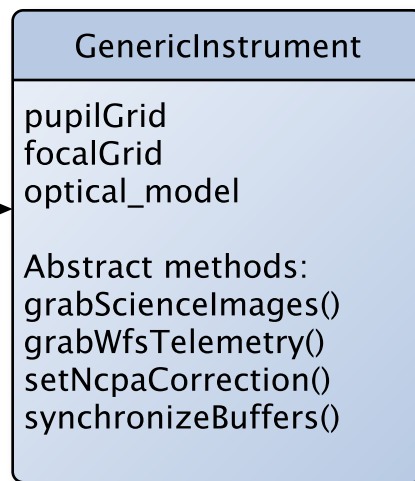 GenericInstrument
pupilGrid
focalGrid
optical_model
Abstract methods:
grabScienceImages()
grabWfsTelemetry()
setNcpaCorrection()
synchronizeBuffers()